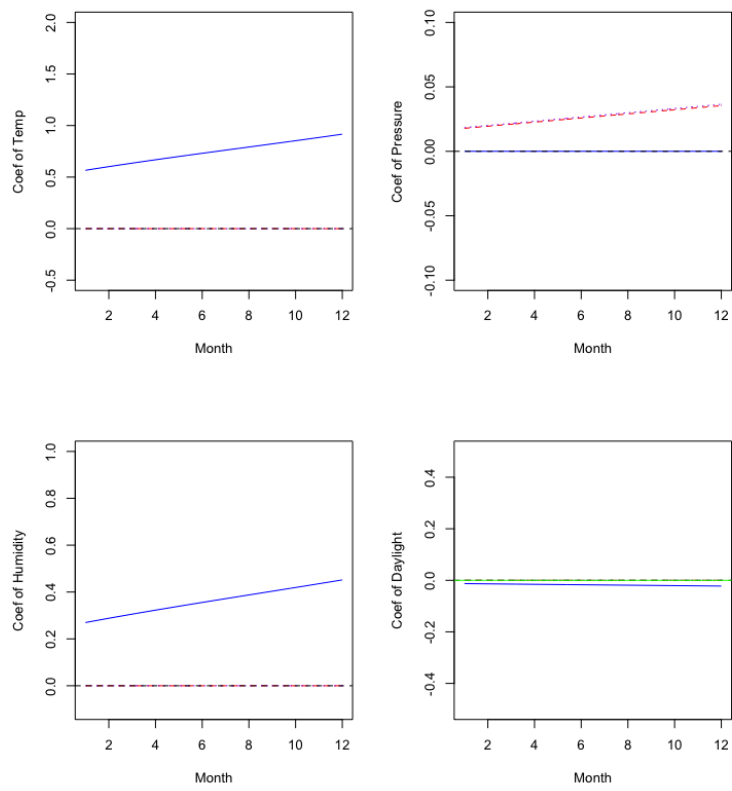 Coef of Temp
2.0
1.5
1.0
0.5
0.0
-0.5
2 4 6 8 10 12
Month
Coef of Pressure
0.10
0.05
0.00
-0.05
-0.10
2 4 6 8 10 12
Month
Coef of Humidity
1.0
0.8
0.6
0.4
0.2
0.0
2 4 6 8 10 12
Month
Coef of Daylight
0.4
0.2
0.0
-0.2
-0.4
2 4 6 8 10 12
Month